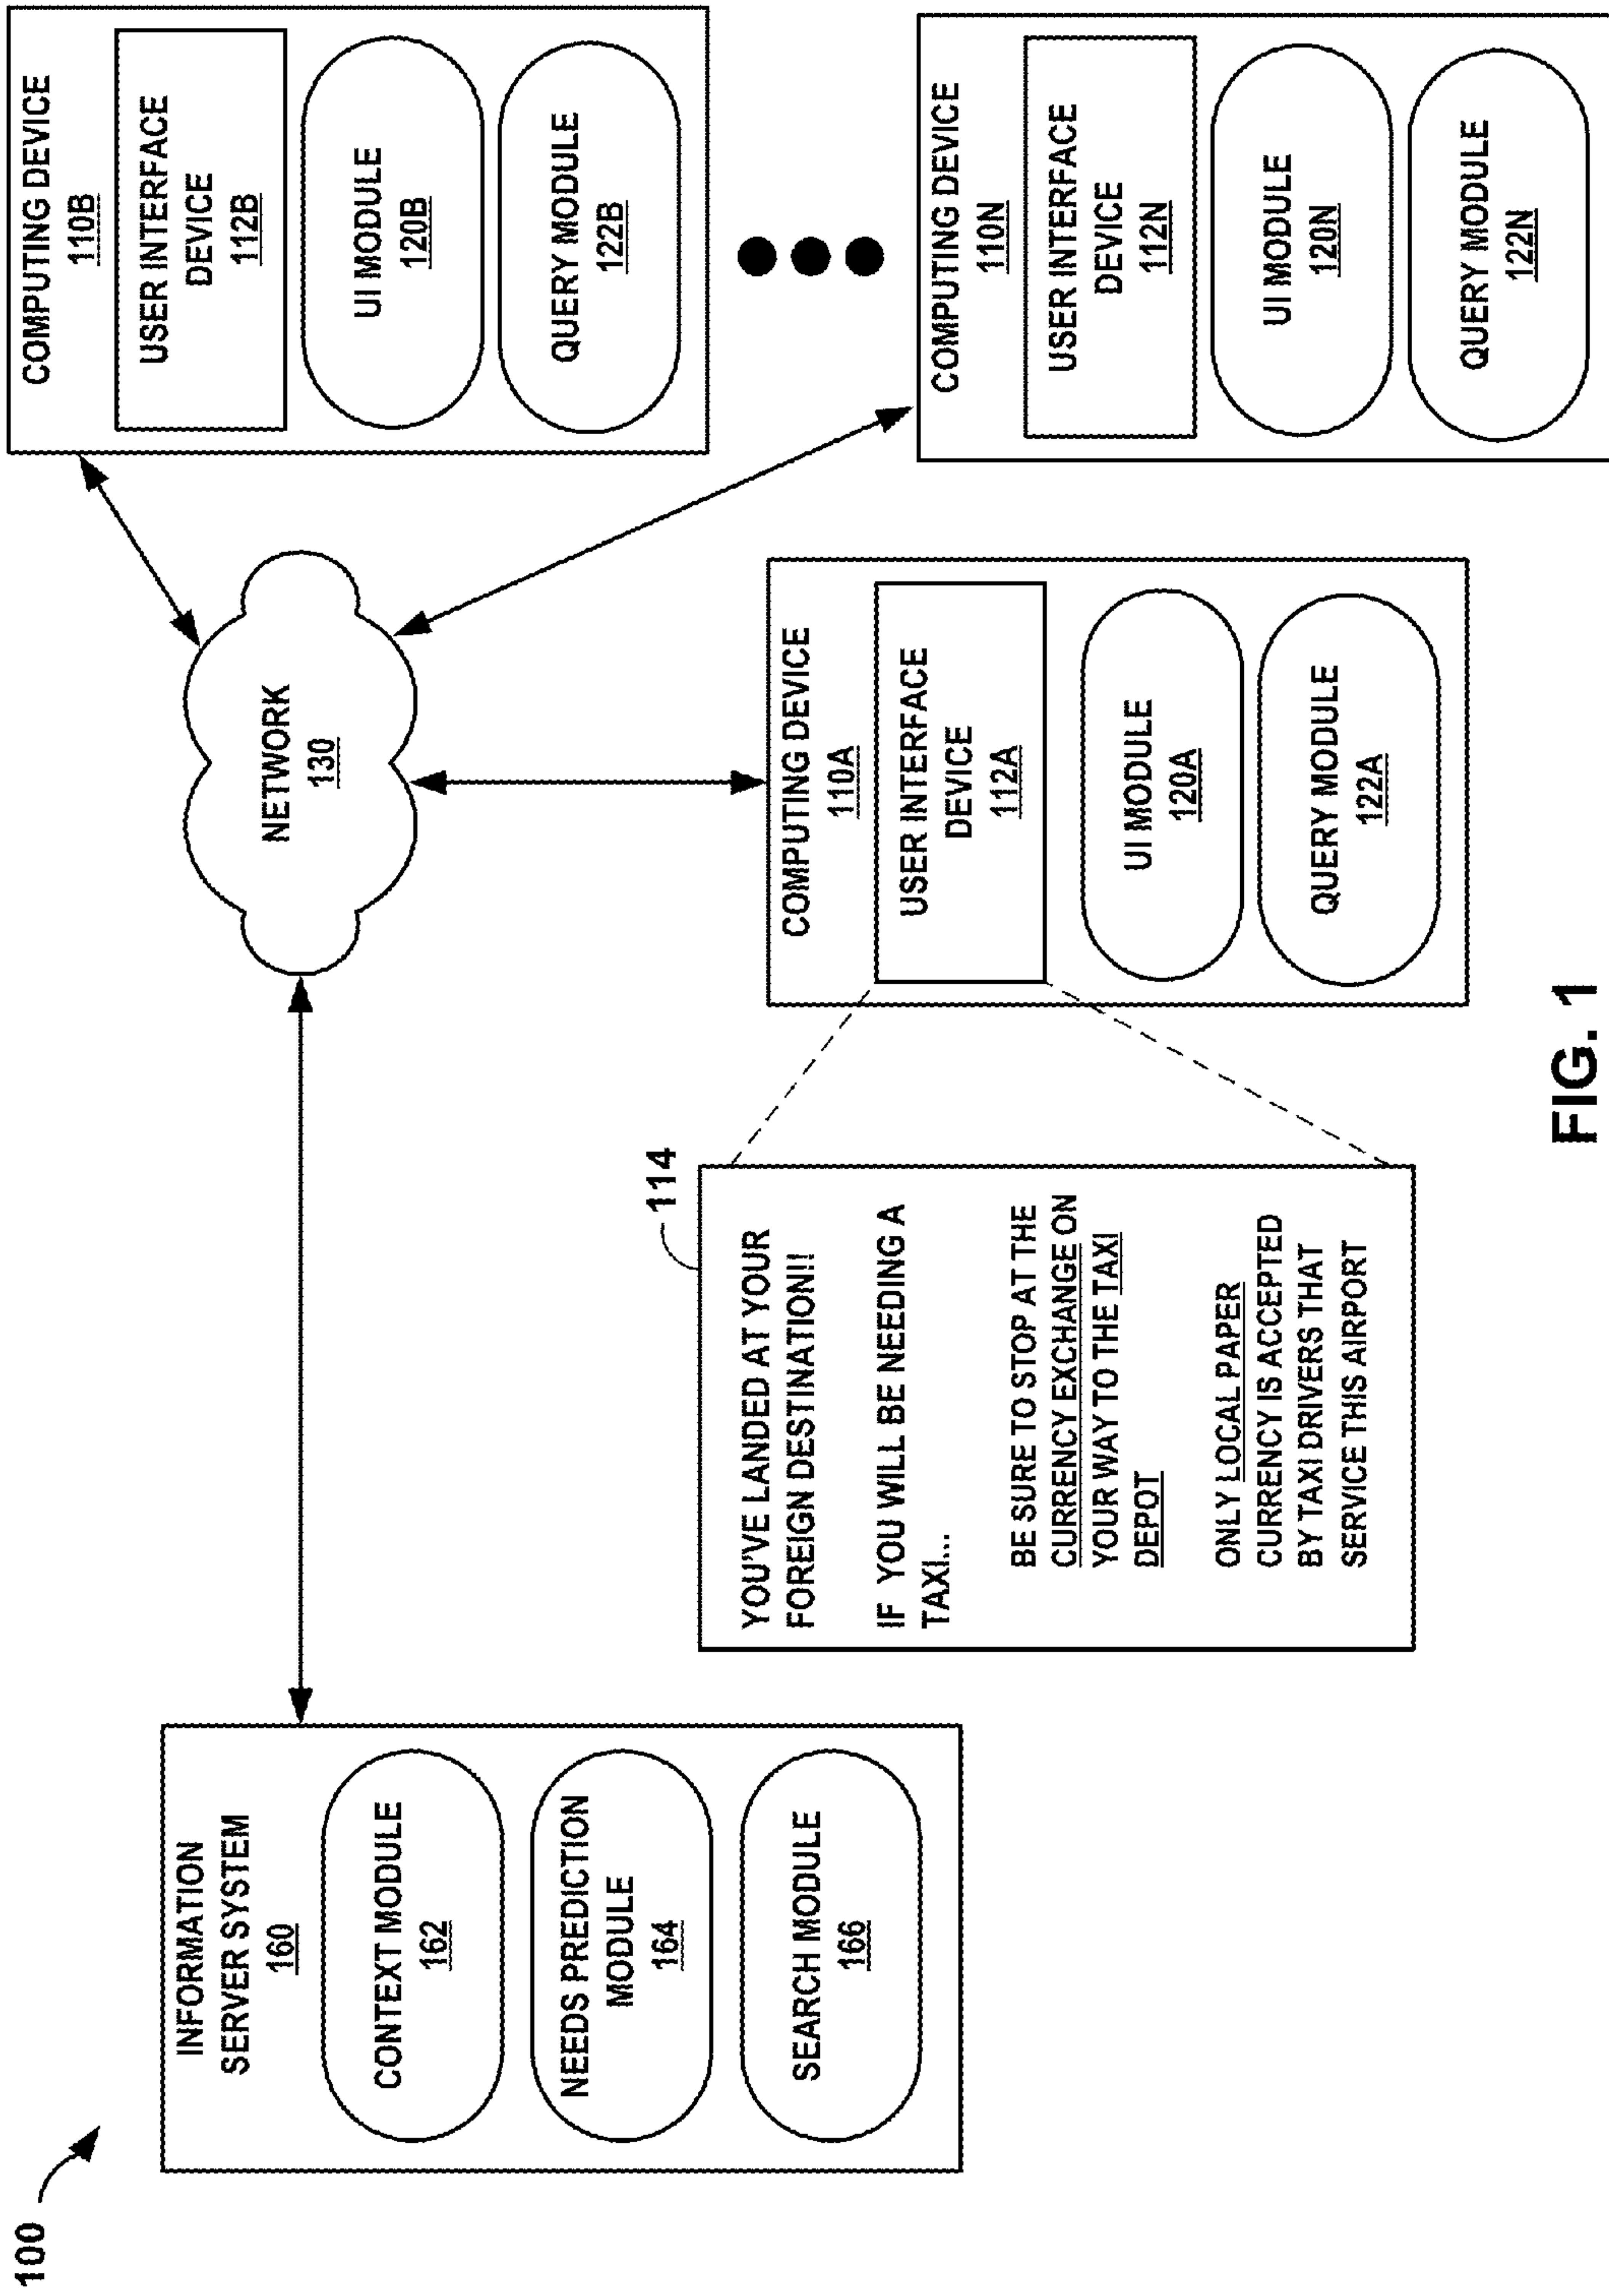 100
INFORMATION
SERVER SYSTEM
160
CONTEXT MODULE
162
NEEDS PREDICTION
MODULE
164
SEARCH MODULE
166
NETWORK
130
114
YOU'VE LANDED AT YOUR
FOREIGN DESTINATION!!
IF YOU WILL BE NEEDING A
TAXI...
BE SURE TO STOP AT THE
CURRENCY EXCHANGE ON
YOUR WAY TO THE TAXI
DEPOT
ONLY LOCAL PAPER
CURRENCY IS ACCEPTED
BY TAXI DRIVERS THAT
SERVICE THIS AIRPORT
COMPUTING DEVICE
110A
USER INTERFACE
DEVICE
112A
UI MODULE
120A
QUERY MODULE
122A
COMPUTING DEVICE
110B
USER INTERFACE
DEVICE
112B
UI MODULE
120B
QUERY MODULE
122B
COMPUTING DEVICE
110N
USER INTERFACE
DEVICE
112N
UI MODULE
120N
QUERY MODULE
122N
FIG. 1